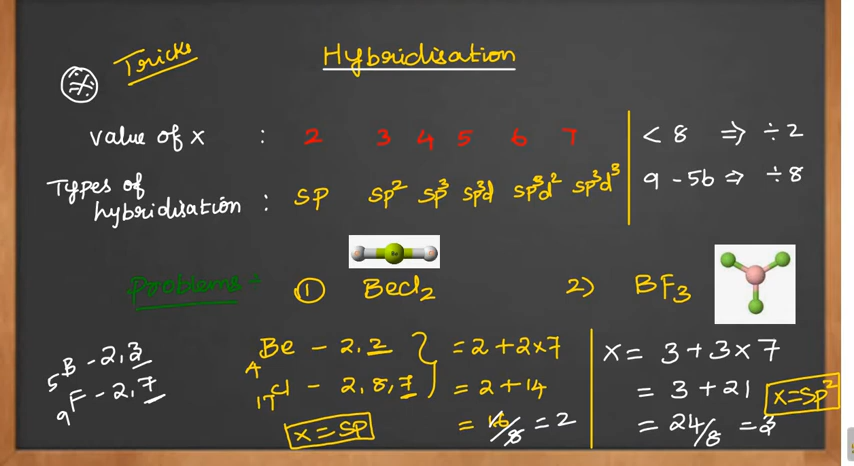 Tricks
Hybridisation
Value of x : 2 3 4 5 6 7
< 8 ⇒ ÷ 2
Types of hybridisation : sp sp² sp³ sp³d sp³d² sp³d³
9 - 56 ⇒ ÷ 8
Problems :-
① BeCl₂
2) BF₃
₅B - 2,3
₉F - 2,7
₄Be - 2,2 } = 2 + 2×7
₁₇Cl - 2,8,7 } = 2 + 14
= 16/8 = 2
x = sp
x = 3 + 3×7
= 3 + 21
= 24/8 = 3
x = sp²